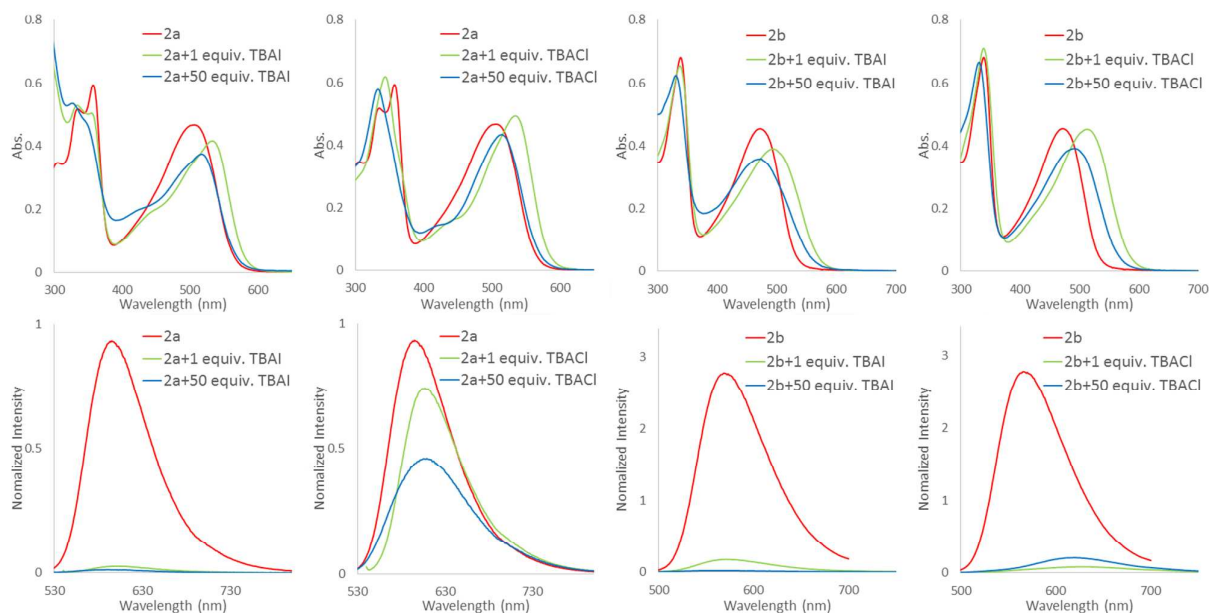 0.8
0.6
0.4
0.2
0
Abs.
300
400
500
600
Wavelength (nm)
2a
2a+1 equiv. TBAI
2a+50 equiv. TBAI
0.8
0.6
0.4
0.2
0
Abs.
300
400
500
600
Wavelength (nm)
2a
2a+1 equiv. TBACl
2a+50 equiv. TBACl
0.8
0.6
0.4
0.2
0
Abs.
300
400
500
600
700
Wavelength (nm)
2b
2b+1 equiv. TBAI
2b+50 equiv. TBAI
0.8
0.6
0.4
0.2
0
Abs.
300
400
500
600
700
Wavelength (nm)
2b
2b+1 equiv. TBACl
2b+50 equiv. TBACl
1
0.5
0
Nomalized Intensity
530
630
730
Wavelength (nm)
2a
2a+1 equiv. TBAI
2a+50 equiv. TBAI
1
0.5
0
Nomalized Intensity
530
630
730
Wavelength (nm)
2a
2a+1 equiv. TBACl
2a+50 equiv. TBACl
3
2
1
0
Nomalized Intensity
500
600
700
Wavelength (nm)
2b
2b+1 equiv. TBAI
2b+50 equiv. TBAI
3
2
1
0
Nomalized Intensity
500
600
700
Wavelength (nm)
2b
2b+1 equiv. TBACl
2b+50 equiv. TBACl